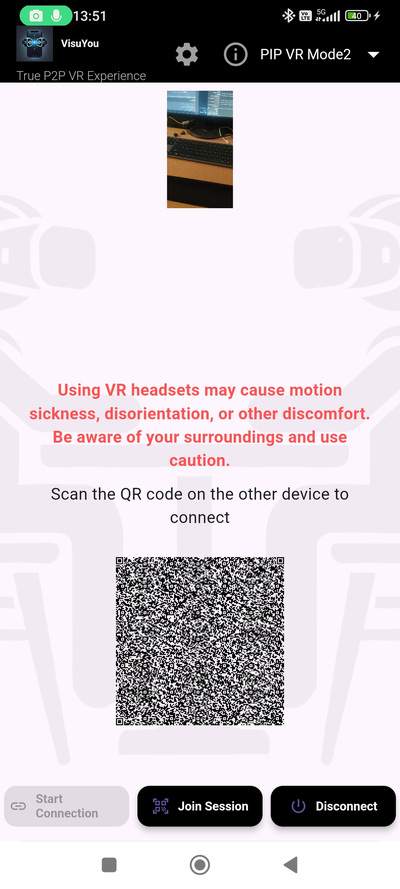 13:51
5G
40
VisuYou
PIP VR Mode2
True P2P VR Experience
Using VR headsets may cause motion
sickness, disorientation, or other discomfort.
Be aware of your surroundings and use
caution.
Scan the QR code on the other device to
connect
Start
Connection
Join Session
Disconnect